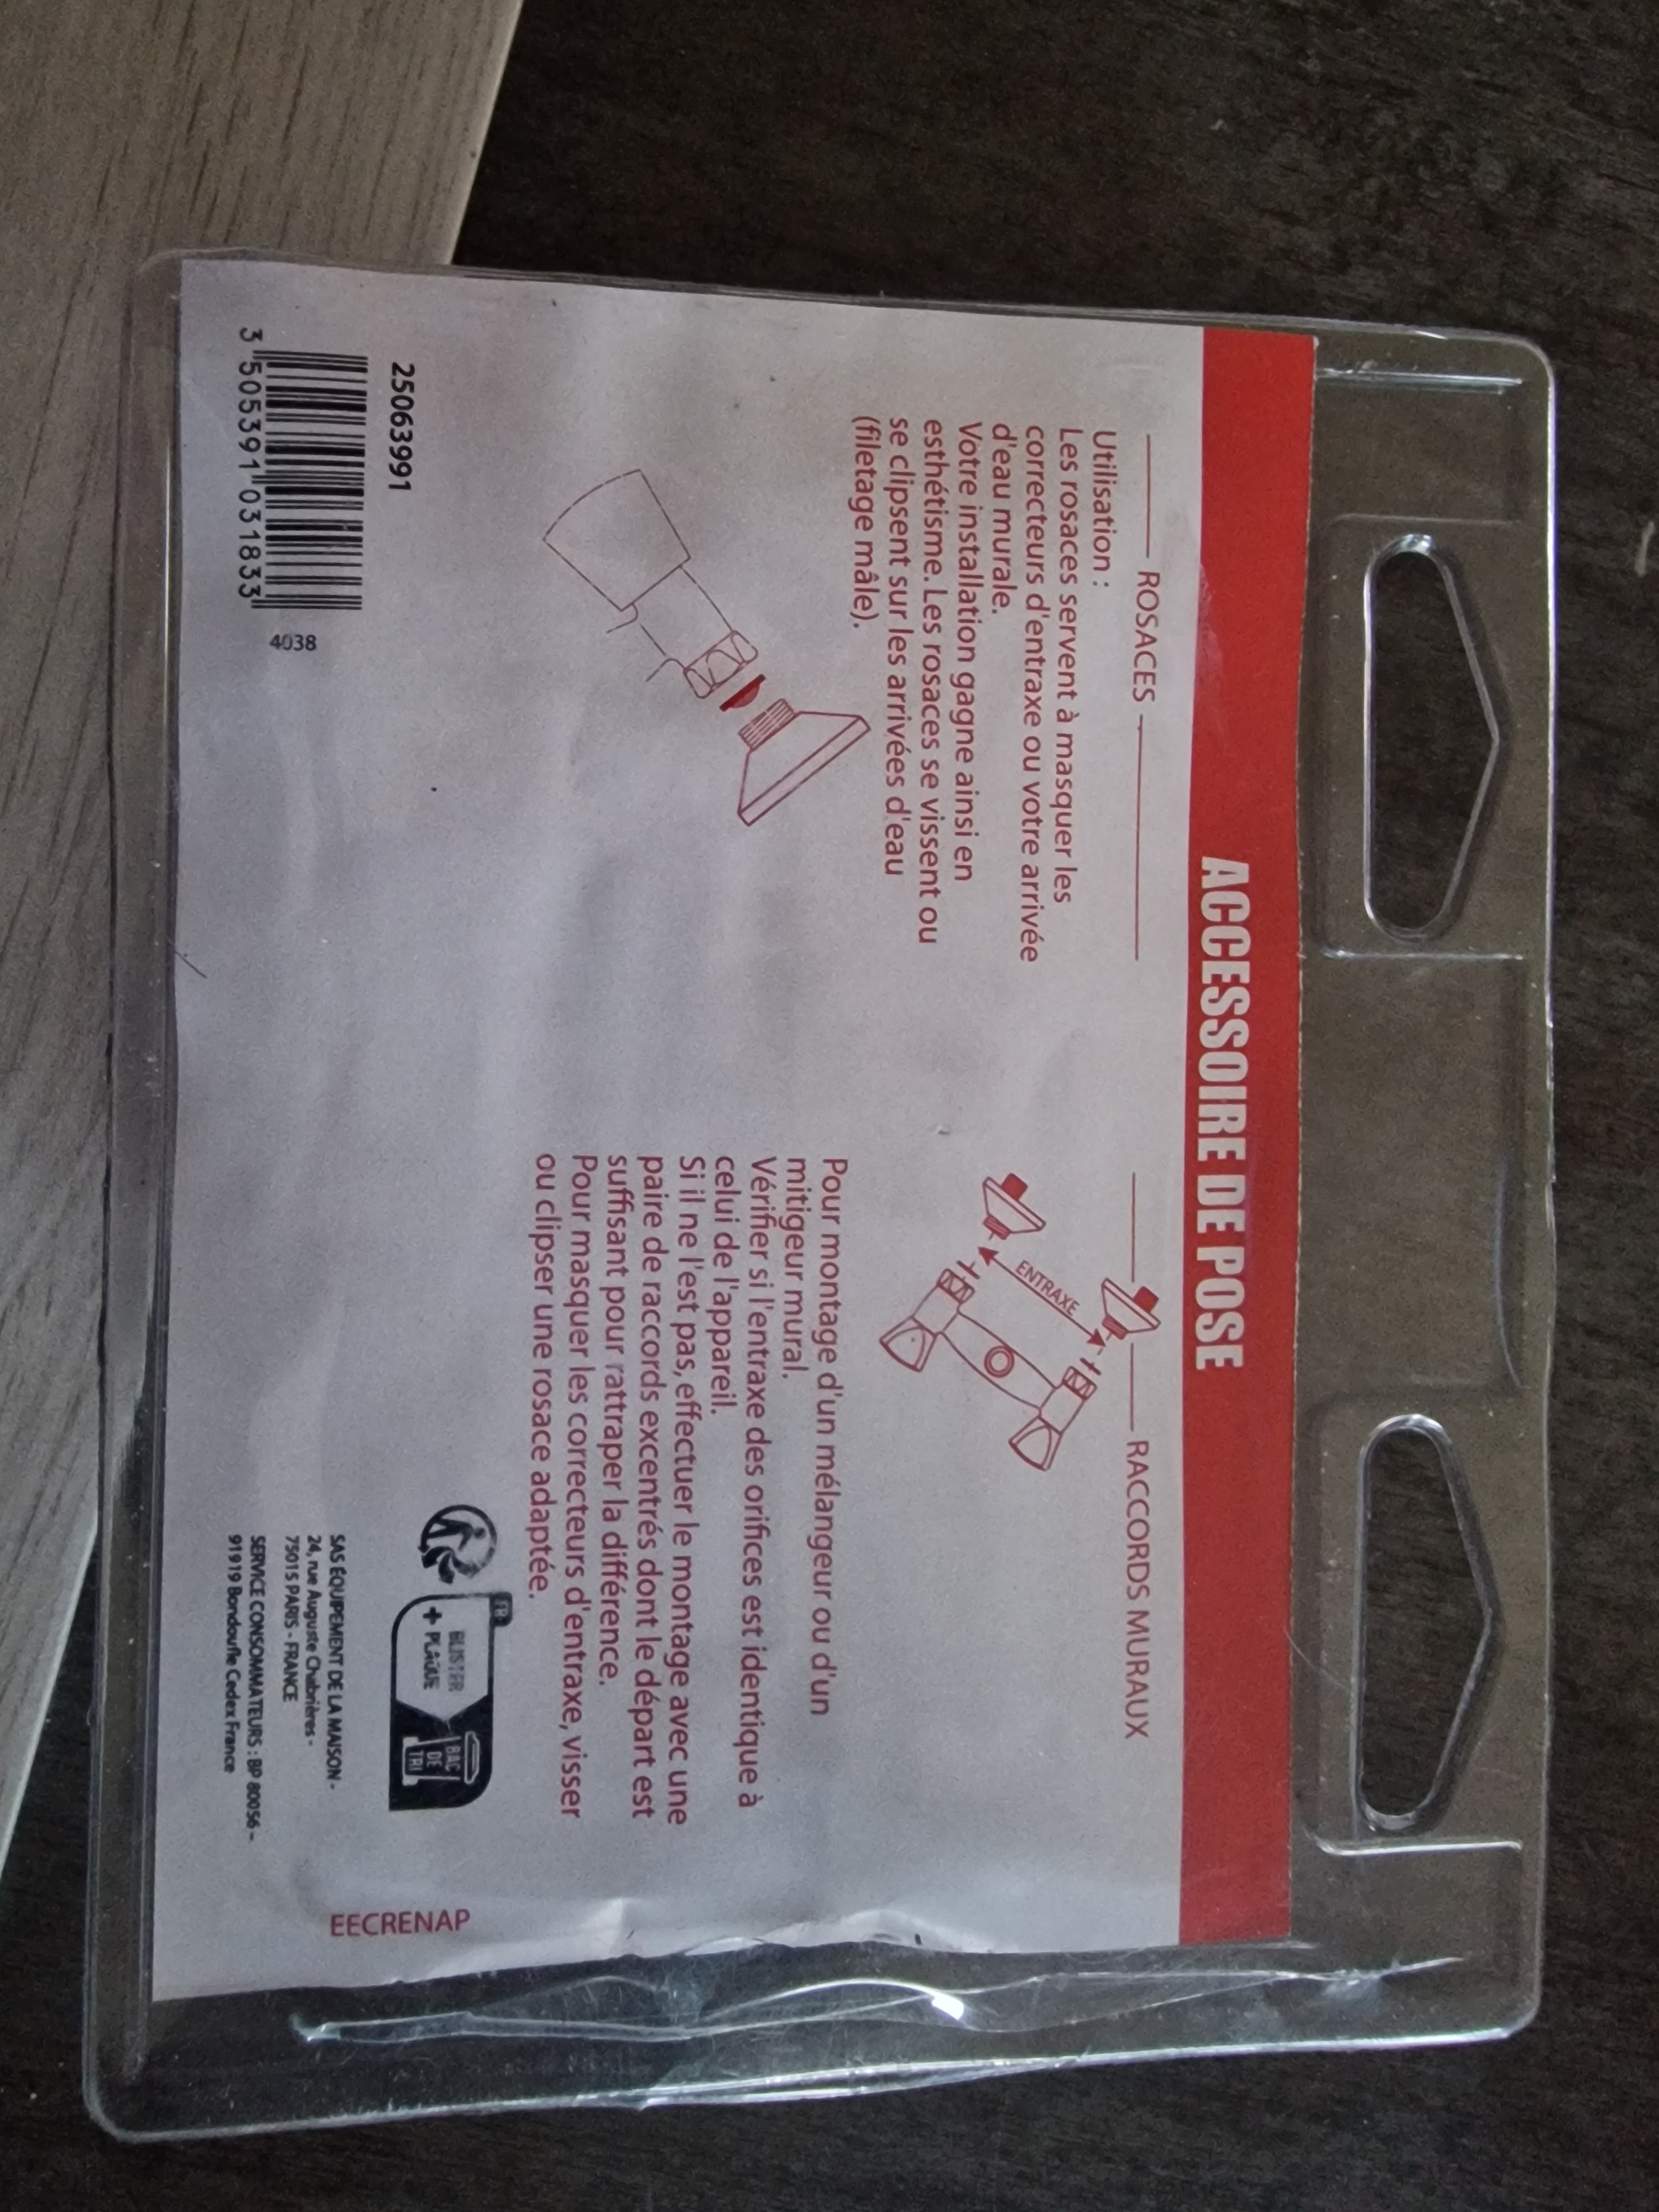 ACCESSOIRE DE POSE
ROSACES
Utilisation :
Les rosaces servent à masquer les
correcteurs d'entraxe ou votre arrivée
d'eau murale.
Votre installation gagne ainsi en
esthétisme. Les rosaces se vissent ou
se clipsent sur les arrivées d'eau
(filetage mâle).
25063991
3 505391 031833
4038
RACCORDS MURAUX
ENTRAXE
Pour montage d'un mélangeur ou d'un
mitigeur mural.
Vérifier si l'entraxe des orifices est identique à
celui de l'appareil.
Si il ne l'est pas, effectuer le montage avec une
paire de raccords excentrés dont le départ est
suffisant pour rattraper la différence.
Pour masquer les correcteurs d'entraxe, visser
ou clipser une rosace adaptée.
FR
BLISTER
+ PLAQUE
BAC
DE
TRI
SAS ÉQUIPEMENT DE LA MAISON -
24, rue Auguste Chabrières -
75015 PARIS - FRANCE
SERVICE CONSOMMATEURS : BP 80056 -
91919 Bondoufle Cedex France
EECRENAP